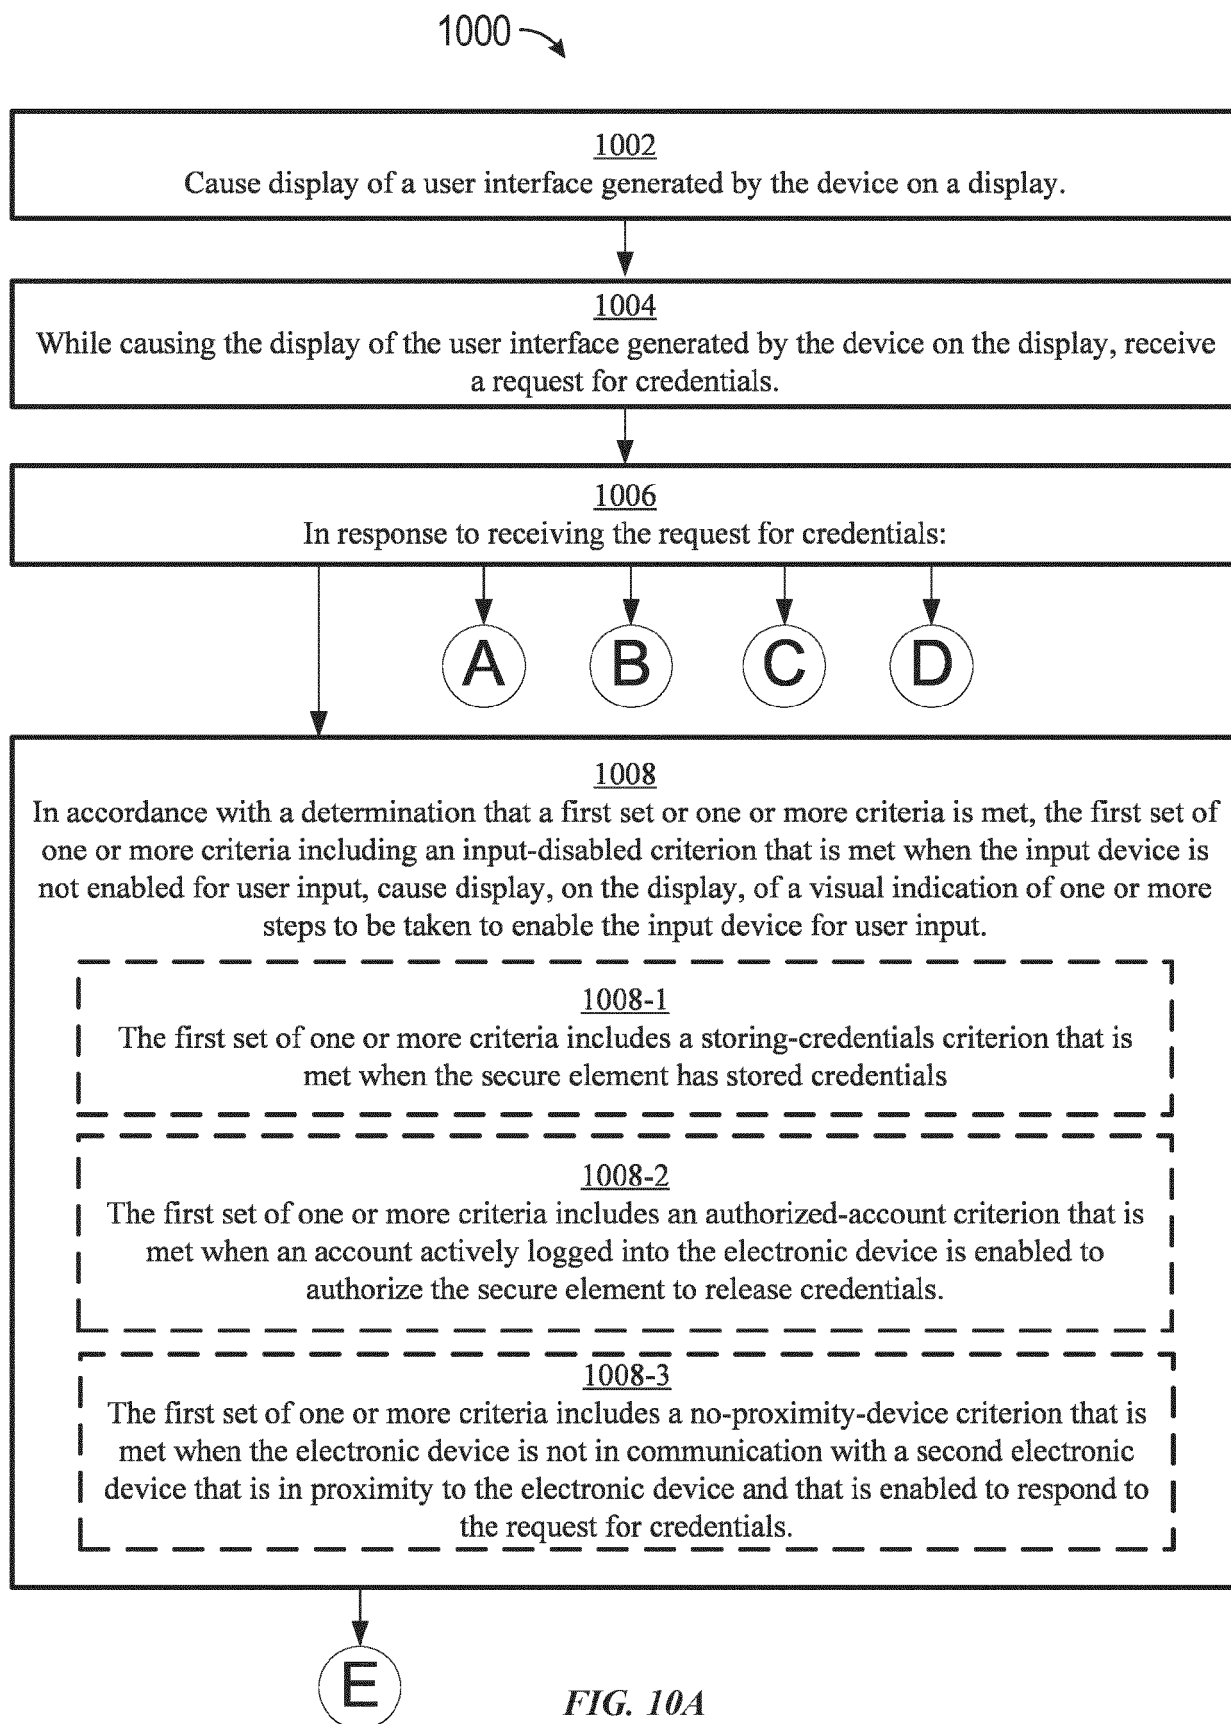 1000
1002
Cause display of a user interface generated by the device on a display.
1004
While causing the display of the user interface generated by the device on the display, receive
a request for credentials.
1006
In response to receiving the request for credentials:
A B C D
1008
In accordance with a determination that a first set or one or more criteria is met, the first set of
one or more criteria including an input-disabled criterion that is met when the input device is
not enabled for user input, cause display, on the display, of a visual indication of one or more
steps to be taken to enable the input device for user input.
1008-1
The first set of one or more criteria includes a storing-credentials criterion that is
met when the secure element has stored credentials
1008-2
The first set of one or more criteria includes an authorized-account criterion that is
met when an account actively logged into the electronic device is enabled to
authorize the secure element to release credentials.
1008-3
The first set of one or more criteria includes a no-proximity-device criterion that is
met when the electronic device is not in communication with a second electronic
device that is in proximity to the electronic device and that is enabled to respond to
the request for credentials.
E
FIG. 10A